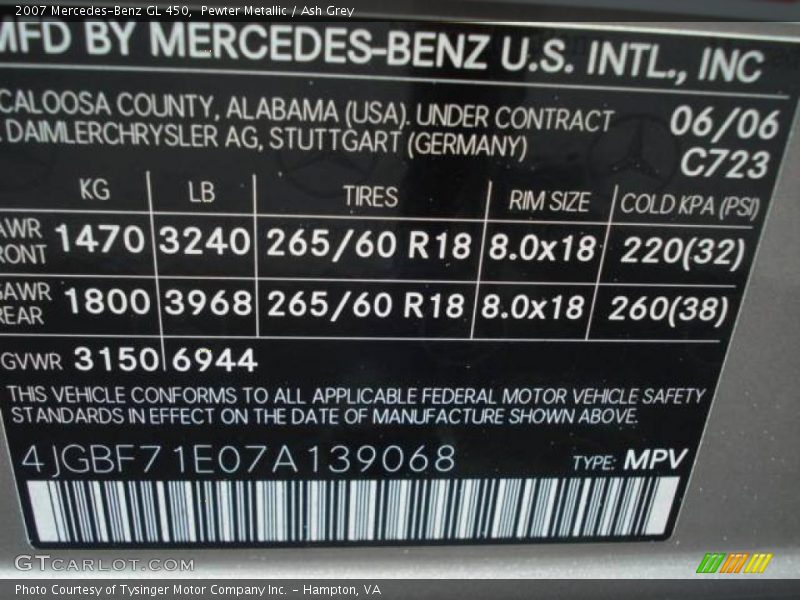 2007 Mercedes-Benz GL 450, Pewter Metallic / Ash Grey
MFD BY MERCEDES-BENZ U.S. INTL., INC
CALOOSA COUNTY, ALABAMA (USA). UNDER CONTRACT 06/06
DAIMLERCHRYSLER AG, STUTTGART (GERMANY) C723
KG LB TIRES RIM SIZE COLD KPA (PSI)
AWR
RONT 1470 3240 265/60 R18 8.0x18 220(32)
GAWR
REAR 1800 3968 265/60 R18 8.0x18 260(38)
GVWR 3150 6944
THIS VEHICLE CONFORMS TO ALL APPLICABLE FEDERAL MOTOR VEHICLE SAFETY
STANDARDS IN EFFECT ON THE DATE OF MANUFACTURE SHOWN ABOVE.
4JGBF71E07A139068 TYPE: MPV
GTCARLOT.COM
Photo Courtesy of Tysinger Motor Company Inc. - Hampton, VA